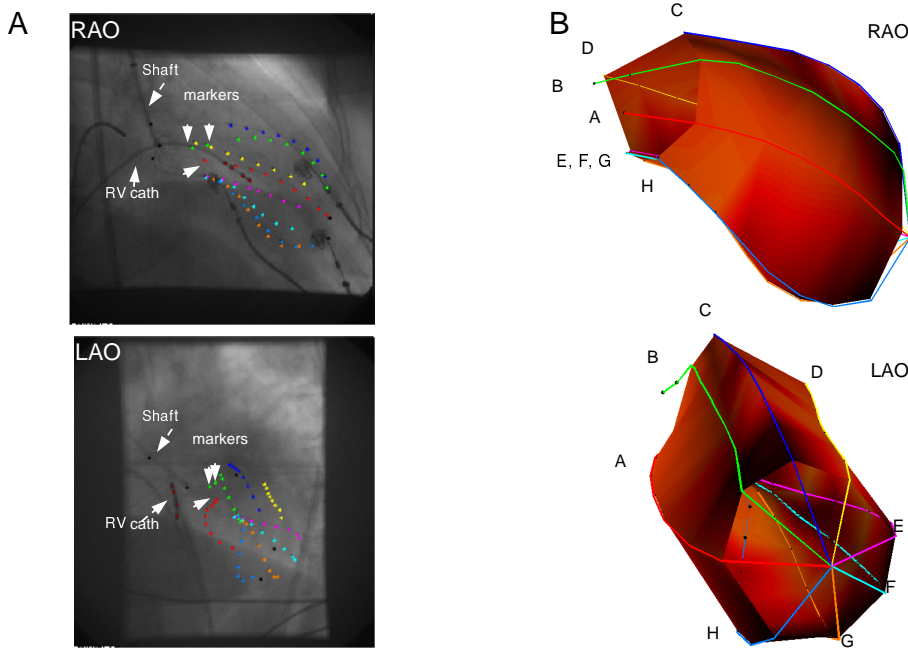 A
RAO
Shaft
markers
RV cath
LAO
Shaft
markers
RV cath
B
RAO
C
D
B
A
E, F, G
H
LAO
C
B
D
A
E
F
H
G